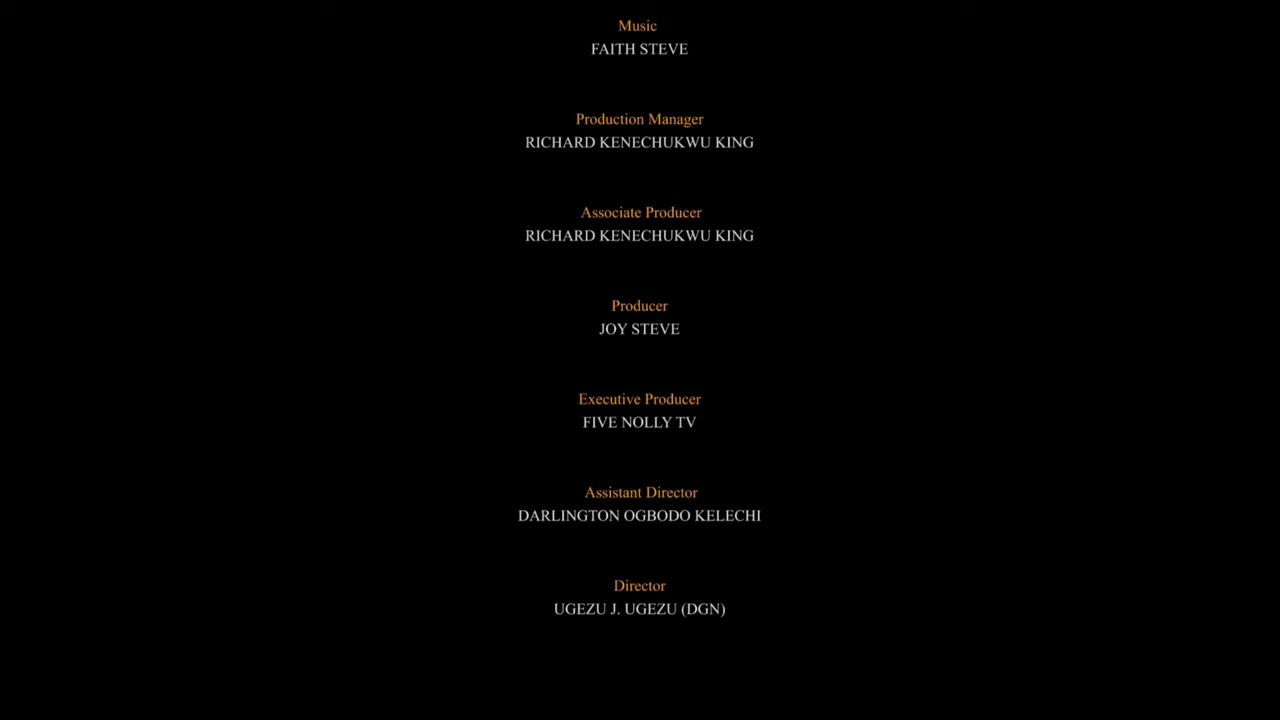 Music
FAITH STEVE
Production Manager
RICHARD KENECHUKWU KING
Associate Producer
RICHARD KENECHUKWU KING
Producer
JOY STEVE
Executive Producer
FIVE NOLLY TV
Assistant Director
DARLINGTON OGBODO KELECHI
Director
UGEZU J. UGEZU (DGN)